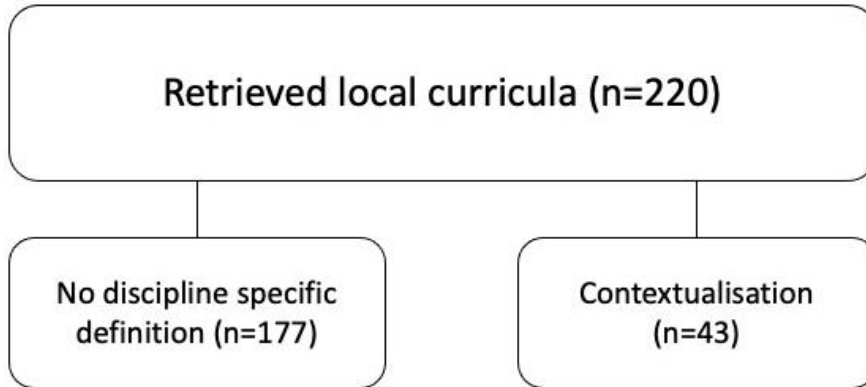 Retrieved local curricula (n=220)
No discipline specific
definition (n=177)
Contextualisation
(n=43)